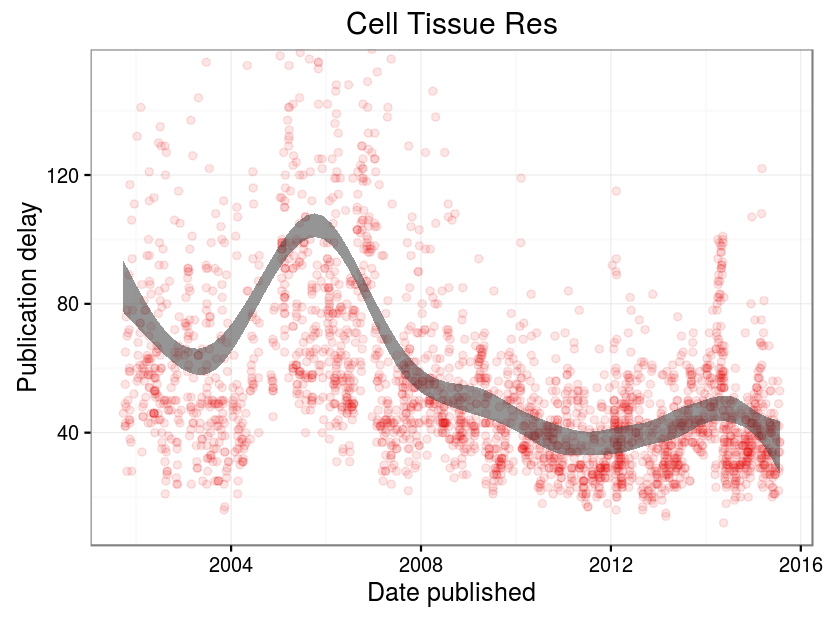 Cell Tissue Res
Publication delay
120
80
40
2004
2008
2012
2016
Date published